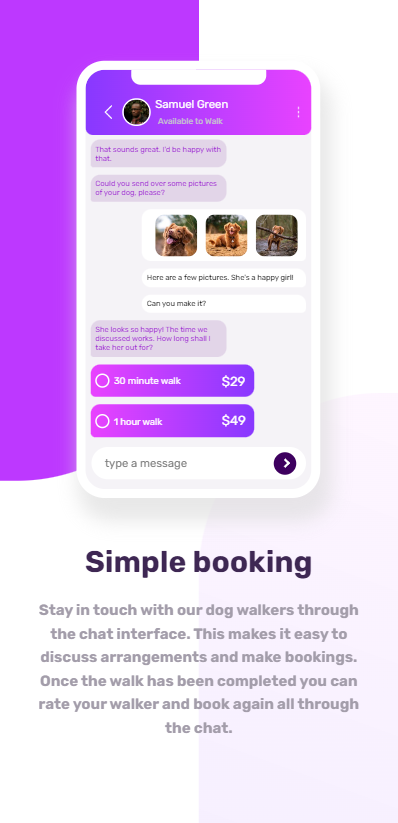 Samuel Green
Available to Walk
That sounds great. I'd be happy with
that.
Could you send over some pictures
of your dog, please?
Here are a few pictures. She's a happy girl!
Can you make it?
She looks so happy! The time we
discussed works. How long shall I
take her out for?
30 minute walk
$29
1 hour walk
$49
type a message
Simple booking
Stay in touch with our dog walkers through
the chat interface. This makes it easy to
discuss arrangements and make bookings.
Once the walk has been completed you can
rate your walker and book again all through
the chat.